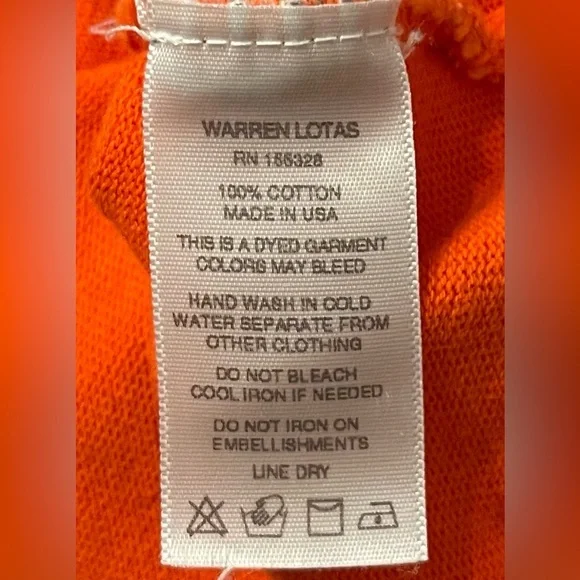 WARREN LOTAS
RN 166328
100% COTTON
MADE IN USA
THIS IS A DYED GARMENT
COLORS MAY BLEED
HAND WASH IN COLD
WATER SEPARATE FROM
OTHER CLOTHING
DO NOT BLEACH
COOL IRON IF NEEDED
DO NOT IRON ON
EMBELLISHMENTS
LINE DRY